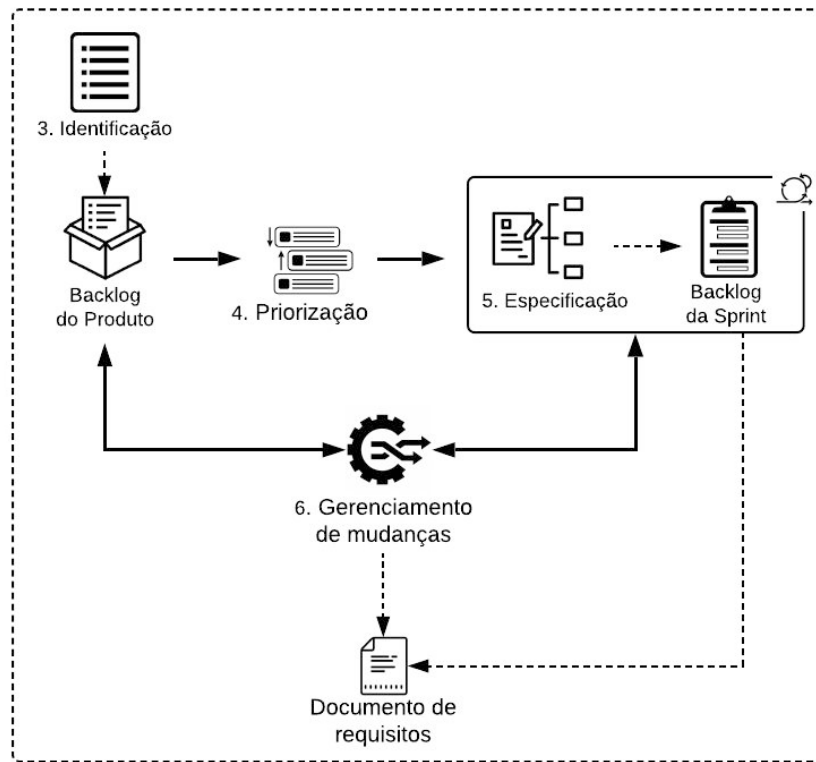 3. Identificação
Backlog
do Produto
4. Priorização
5. Especificação
Backlog
da Sprint
6. Gerenciamento
de mudanças
Documento de
requisitos